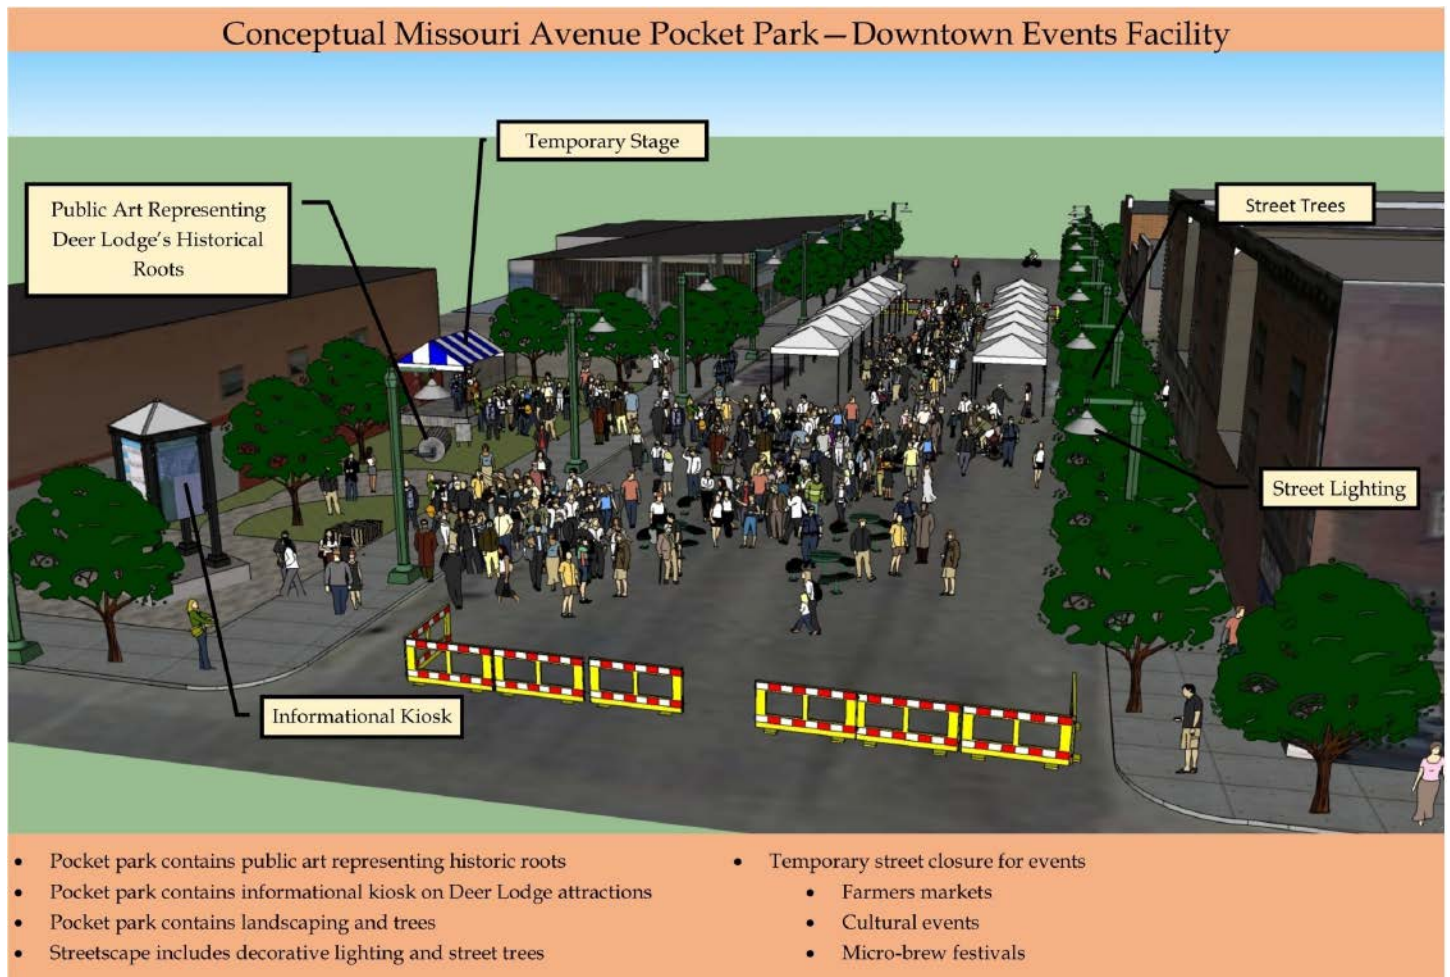 Conceptual Missouri Avenue Pocket Park—Downtown Events Facility
Temporary Stage
Public Art Representing
Deer Lodge's Historical
Roots
Street Trees
Street Lighting
Informational Kiosk
• Pocket park contains public art representing historic roots
• Pocket park contains informational kiosk on Deer Lodge attractions
• Pocket park contains landscaping and trees
• Streetscape includes decorative lighting and street trees
• Temporary street closure for events
• Farmers markets
• Cultural events
• Micro-brew festivals